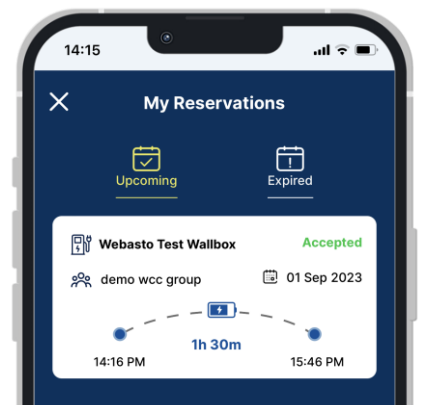 14:15
My Reservations
Upcoming Expired
Webasto Test Wallbox Accepted
demo wcc group 01 Sep 2023
1h 30m
14:16 PM 15:46 PM